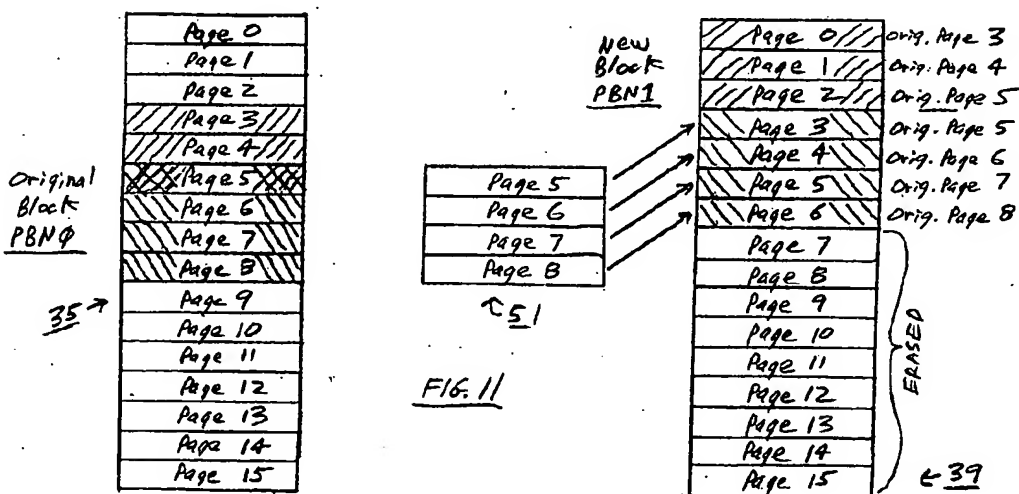 Original
Block
PBNØ
35
Page 0
Page 1
Page 2
Page 3
Page 4
Page 5
Page 6
Page 7
Page 8
Page 9
Page 10
Page 11
Page 12
Page 13
Page 14
Page 15
Page 5
Page 6
Page 7
Page 8
51
FIG. 11
New
Block
PBN1
Page 0 Orig. Page 3
Page 1 Orig. Page 4
Page 2 Orig. Page 5
Page 3 Orig. Page 5
Page 4 Orig. Page 6
Page 5 Orig. Page 7
Page 6 Orig. Page 8
Page 7
Page 8
Page 9
Page 10
Page 11
Page 12
Page 13
Page 14
Page 15
ERASED
39